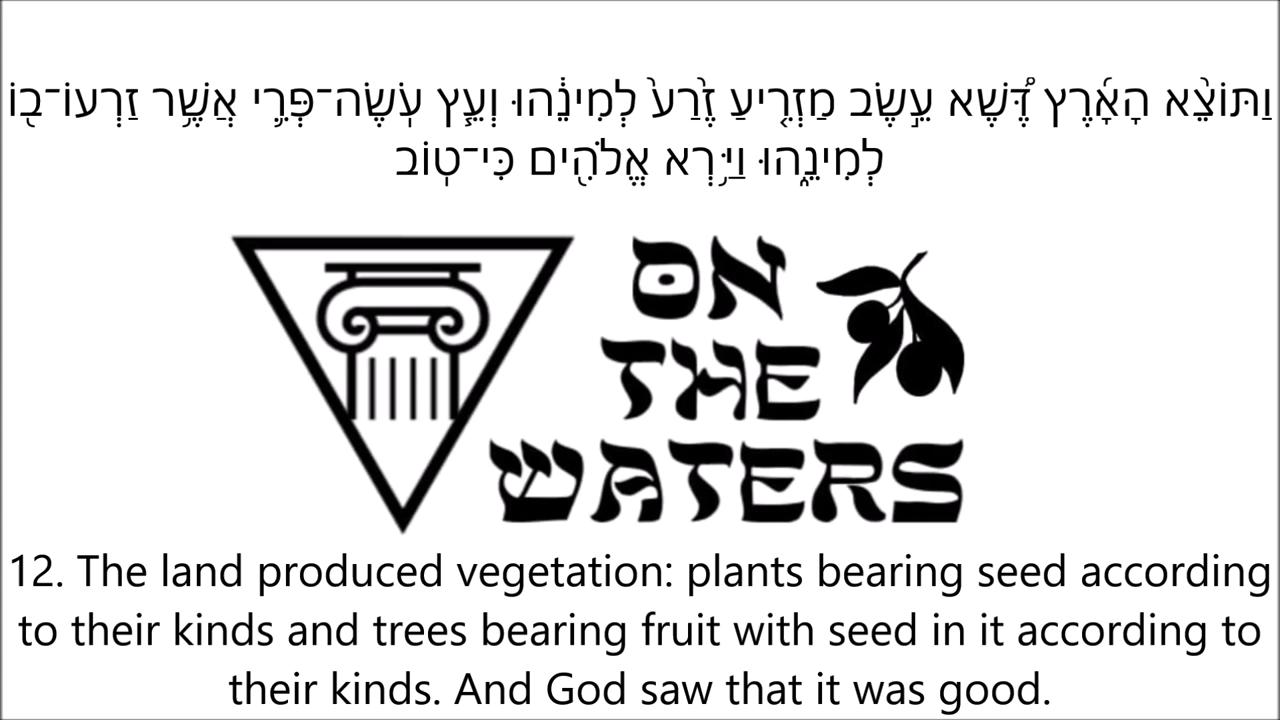 וַתּוֹצֵ֨א הָאָ֜רֶץ דֶּ֠שֶׁא עֵ֣שֶׂב מַזְרִ֤יעַ זֶ֙רַע֙ לְמִינֵ֔הוּ וְעֵ֧ץ עֹֽשֶׂה־פְּרִ֛י אֲשֶׁ֥ר זַרְעוֹ־ב֖וֹ
לְמִינֵ֑הוּ וַיַּ֥רְא אֱלֹהִ֖ים כִּי־טֽוֹב
ON
THE
WATERS
12. The land produced vegetation: plants bearing seed according
to their kinds and trees bearing fruit with seed in it according to
their kinds. And God saw that it was good.